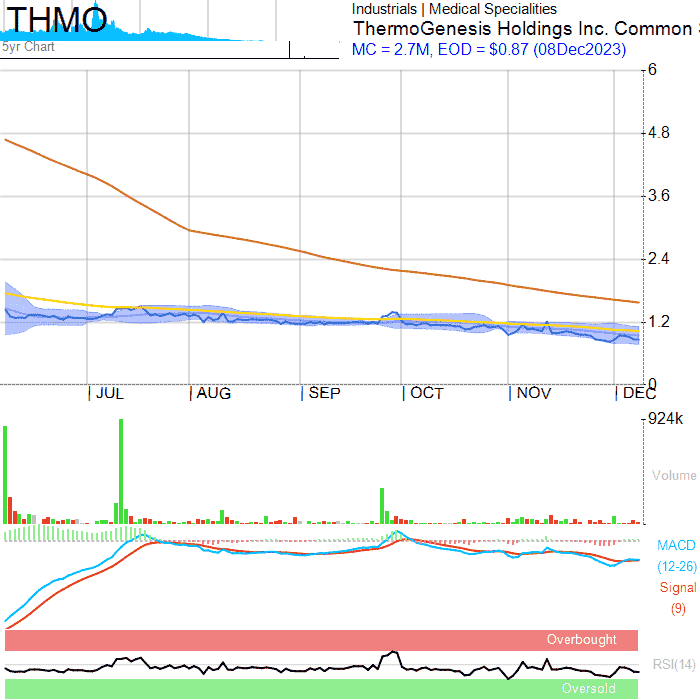 THMO
5yr Chart
Industrials | Medical Specialities
ThermoGenesis Holdings Inc. Common
MC = 2.7M, EOD = $0.87 (08Dec2023)
6
4.8
3.6
2.4
1.2
0
JUL AUG SEP OCT NOV DEC
924k
Volume
MACD
(12-26)
Signal
(9)
Overbought
RSI(14)
Oversold